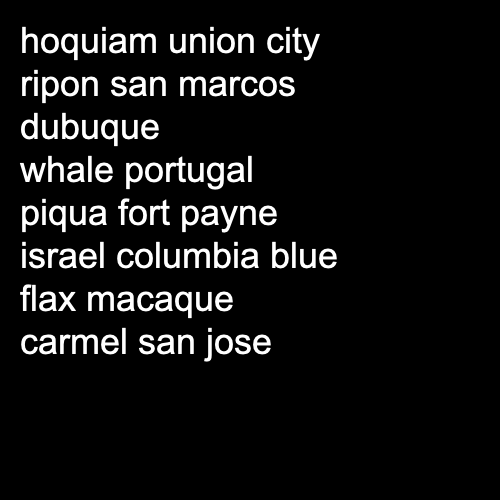 hoquiam union city
ripon san marcos
dubuque
whale portugal
piqua fort payne
israel columbia blue
flax macaque
carmel san jose